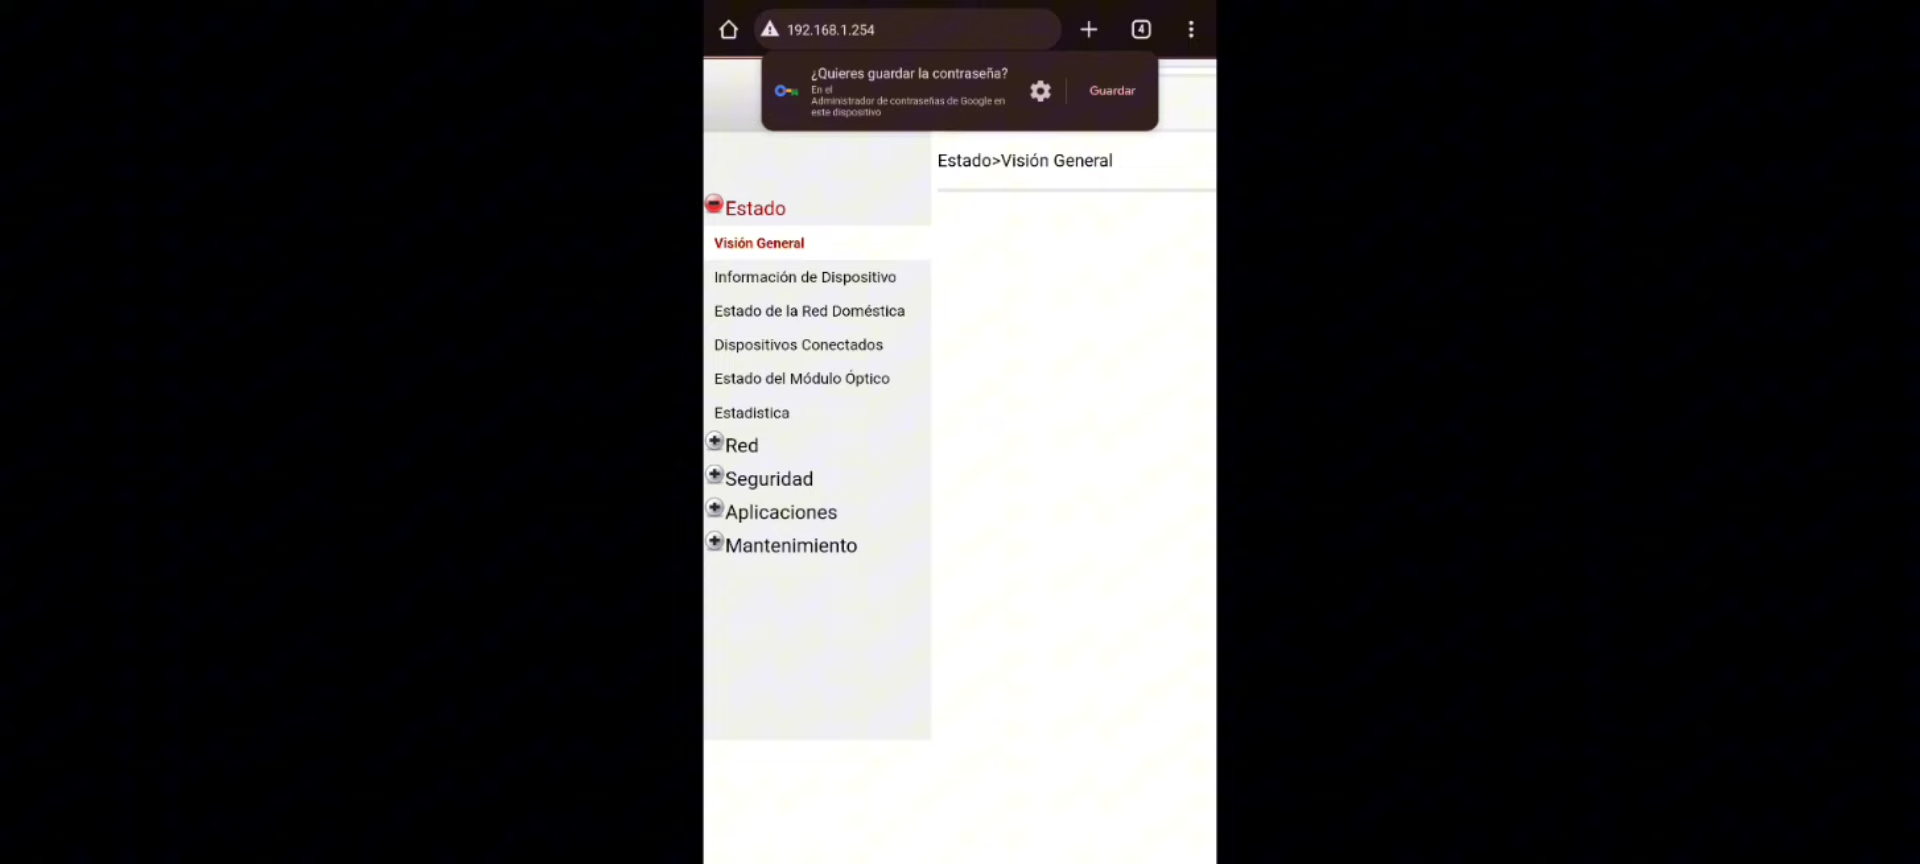 192.168.1.254
4
¿Quieres guardar la contraseña?
En el
Administrador de contraseñas de Google en
este dispositivo
Guardar
Estado>Visión General
Estado
Visión General
Información de Dispositivo
Estado de la Red Doméstica
Dispositivos Conectados
Estado del Módulo Óptico
Estadistica
Red
Seguridad
Aplicaciones
Mantenimiento